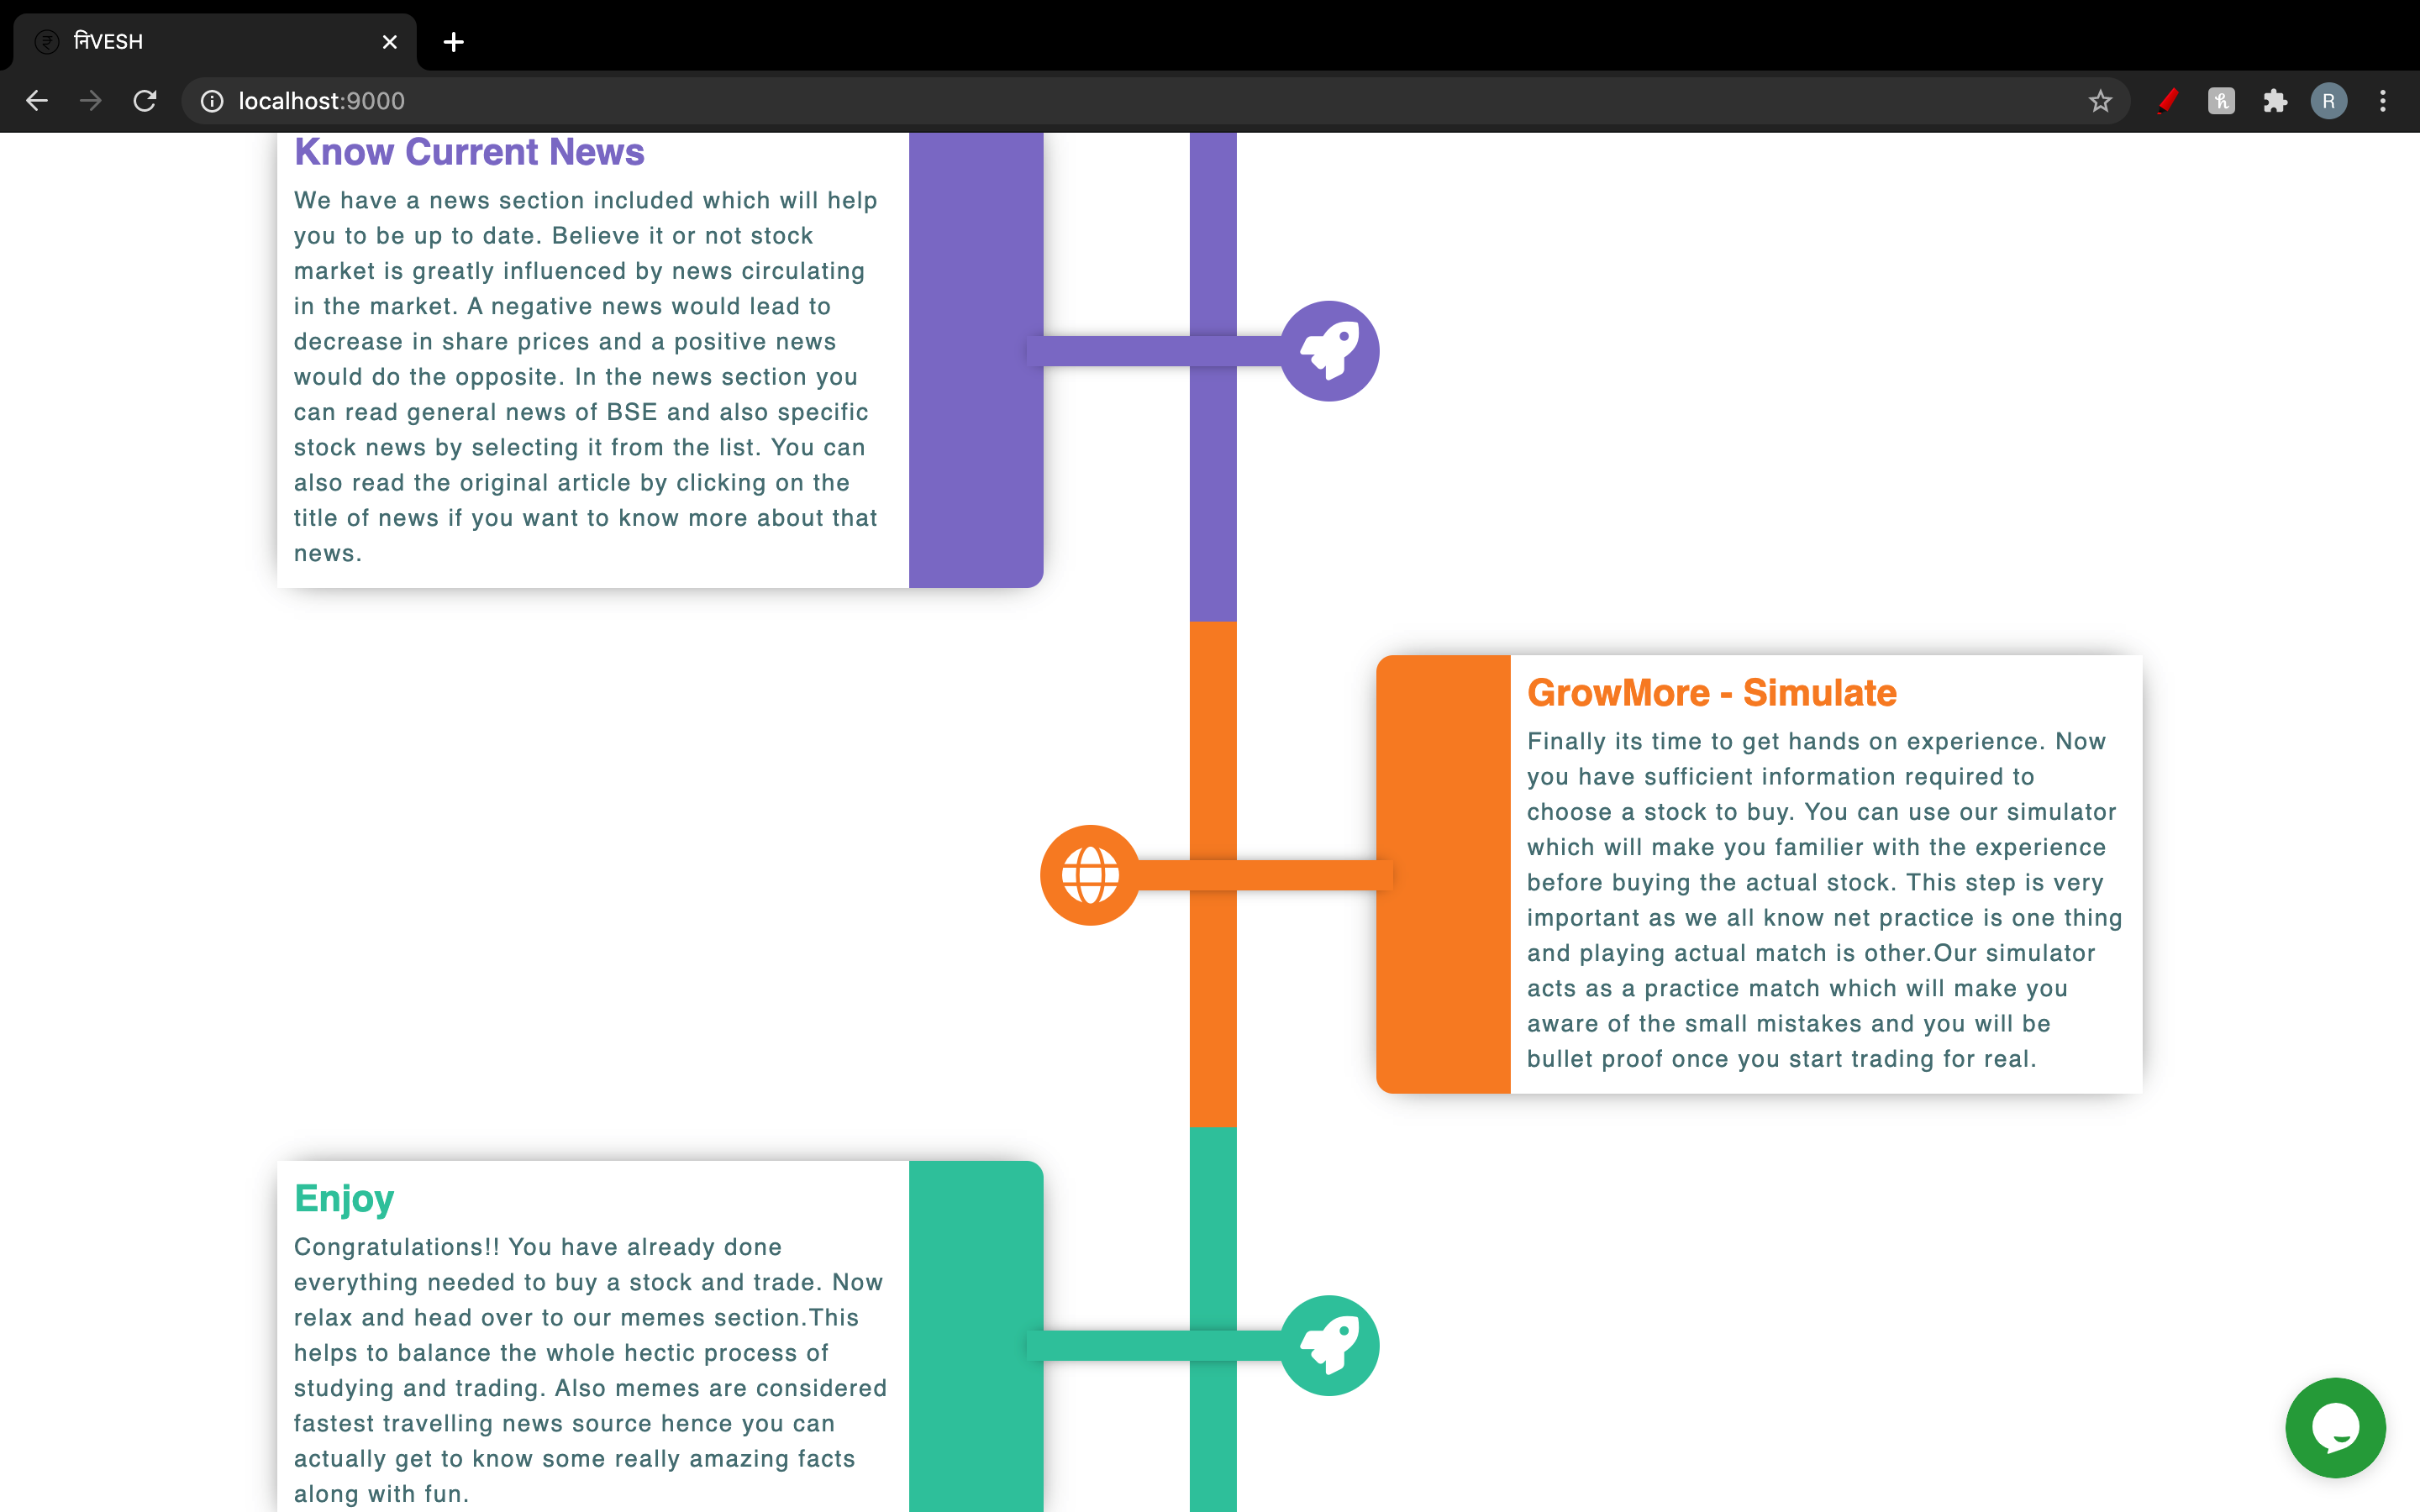 निVESH
localhost:9000
R
Know Current News
We have a news section included which will help
you to be up to date. Believe it or not stock
market is greatly influenced by news circulating
in the market. A negative news would lead to
decrease in share prices and a positive news
would do the opposite. In the news section you
can read general news of BSE and also specific
stock news by selecting it from the list. You can
also read the original article by clicking on the
title of news if you want to know more about that
news.
GrowMore - Simulate
Finally its time to get hands on experience. Now
you have sufficient information required to
choose a stock to buy. You can use our simulator
which will make you familier with the experience
before buying the actual stock. This step is very
important as we all know net practice is one thing
and playing actual match is other.Our simulator
acts as a practice match which will make you
aware of the small mistakes and you will be
bullet proof once you start trading for real.
Enjoy
Congratulations!! You have already done
everything needed to buy a stock and trade. Now
relax and head over to our memes section.This
helps to balance the whole hectic process of
studying and trading. Also memes are considered
fastest travelling news source hence you can
actually get to know some really amazing facts
along with fun.